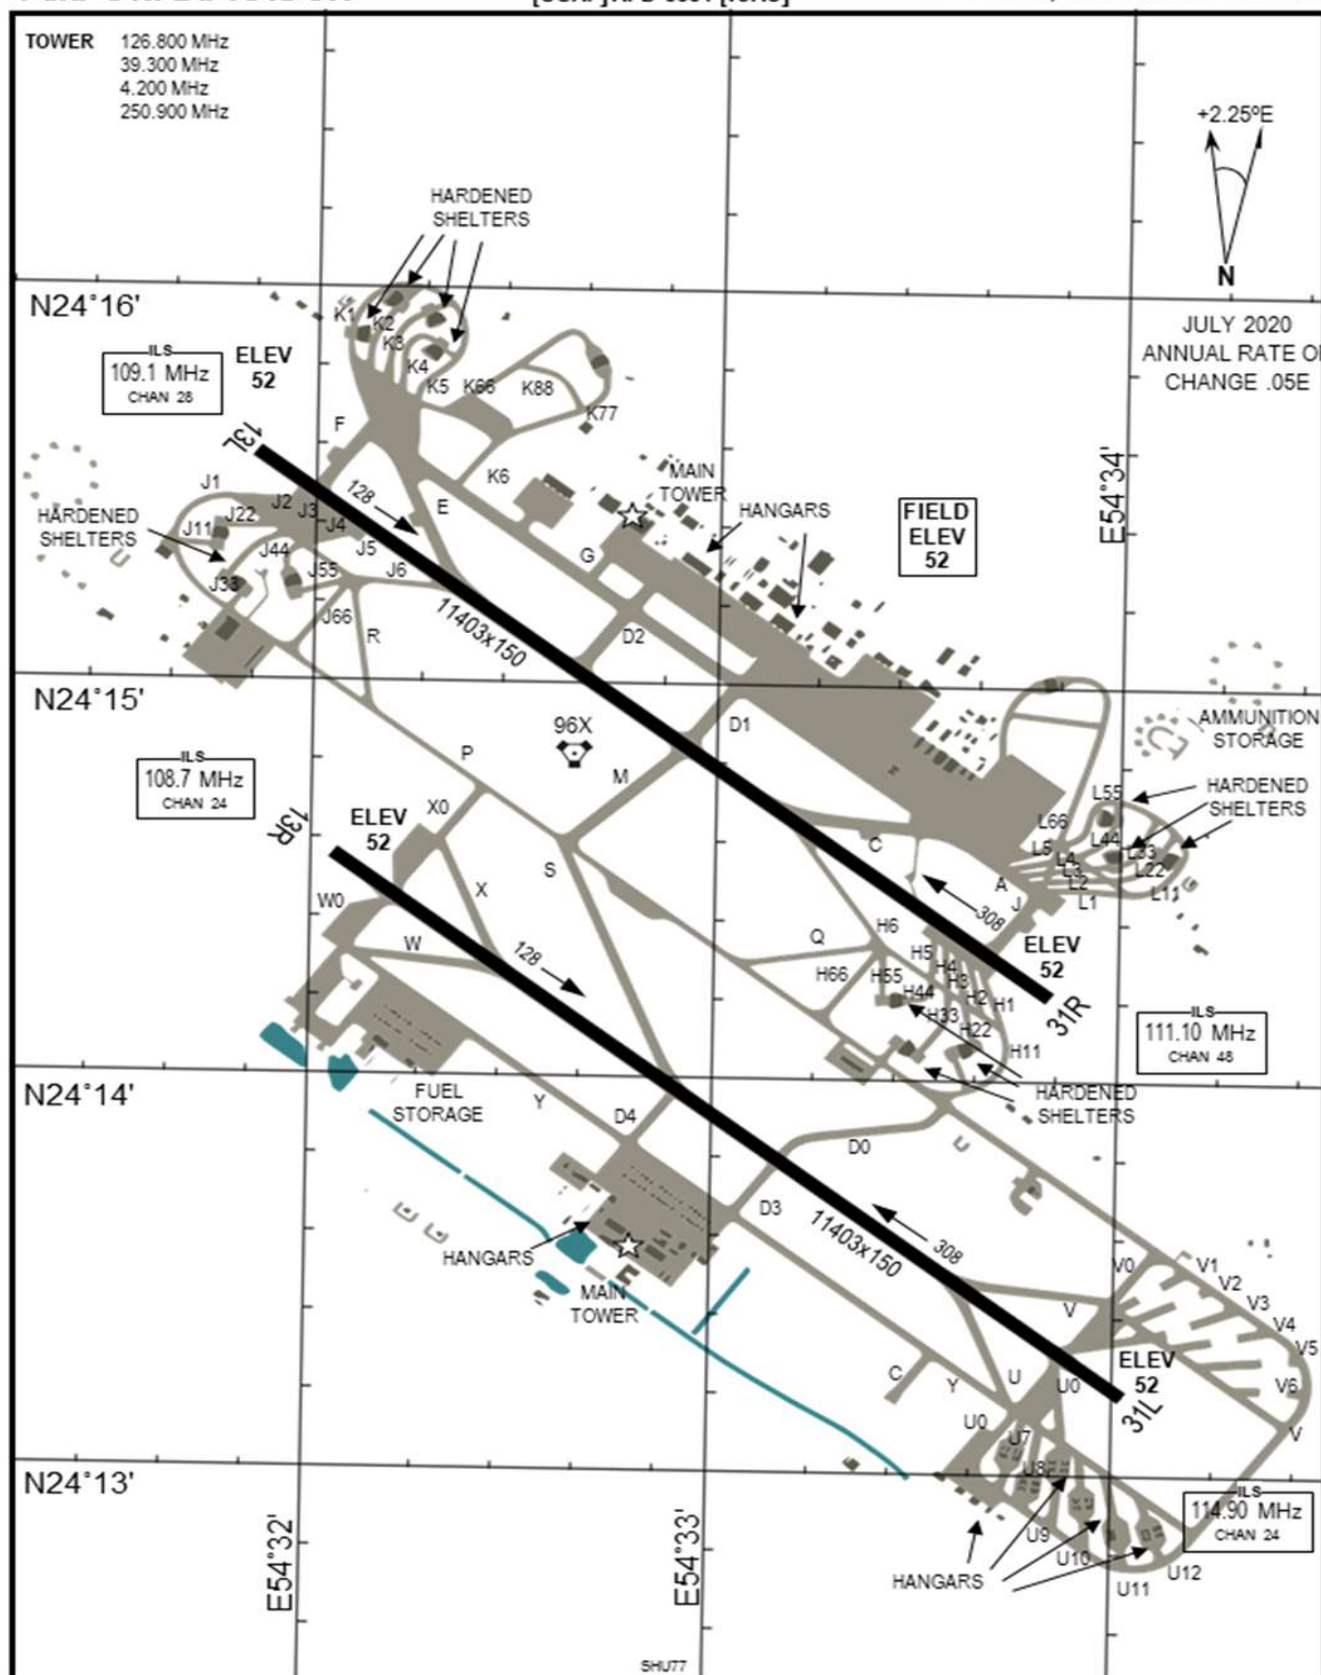 TOWER 126.800 MHz
39.300 MHz
4.200 MHz
250.900 MHz
+2.25ºE
N
HARDENED
SHELTERS
N24°16'
JULY 2020
ANNUAL RATE O
CHANGE .05E
ILS
109.1 MHz
CHAN 28
ELEV
52
K1
K2
K3
K4
K5
K66
K88
K77
F
13L
128
K6
MAIN
TOWER
HANGARS
FIELD
ELEV
52
E54°34'
J1
J2
J3
J4
J22
J11
HARDENED
SHELTERS
J44
J5
J55
J6
J33
J66
R
E
G
11403x150
D2
N24°15'
96X
D1
M
P
AMMUNITION
STORAGE
ILS
108.7 MHz
CHAN 24
HARDENED
SHELTERS
13R
ELEV
52
X0
S
X
W0
W
128
L55
L66
L44
L5
L4
L33
L3
L22
L2
L11
L1
C
A
J
308
ELEV
52
31R
Q
H6
H5
H4
H3
H66
H55
H44
H2
H1
H33
H22
H11
ILS
111.10 MHz
CHAN 48
N24°14'
FUEL
STORAGE
Y
D4
HARDENED
SHELTERS
D0
D3
11403x150
308
HANGARS
MAIN
TOWER
V0
V1
V2
V3
V4
V5
V6
V
V
ELEV
52
31L
C
Y
U
U0
U0
U7
U8
U9
U10
U11
U12
N24°13'
ILS
114.90 MHz
CHAN 24
HANGARS
E54°32'
E54°33'
SHU77